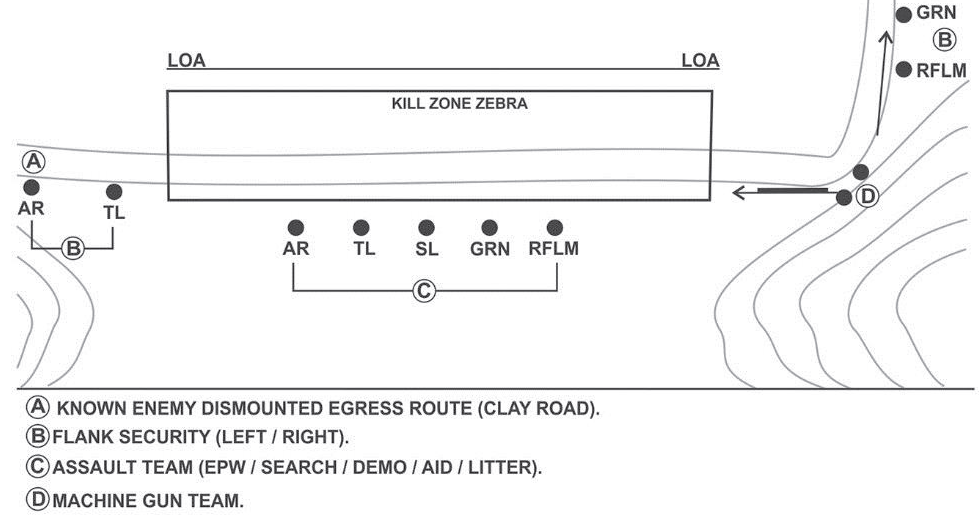 GRN
B
RFLM
LOA LOA
KILL ZONE ZEBRA
A
AR
TL
B
D
AR TL SL GRN RFLM
C
A KNOWN ENEMY DISMOUNTED EGRESS ROUTE (CLAY ROAD).
B FLANK SECURITY (LEFT / RIGHT).
C ASSAULT TEAM (EPW / SEARCH / DEMO / AID / LITTER).
D MACHINE GUN TEAM.